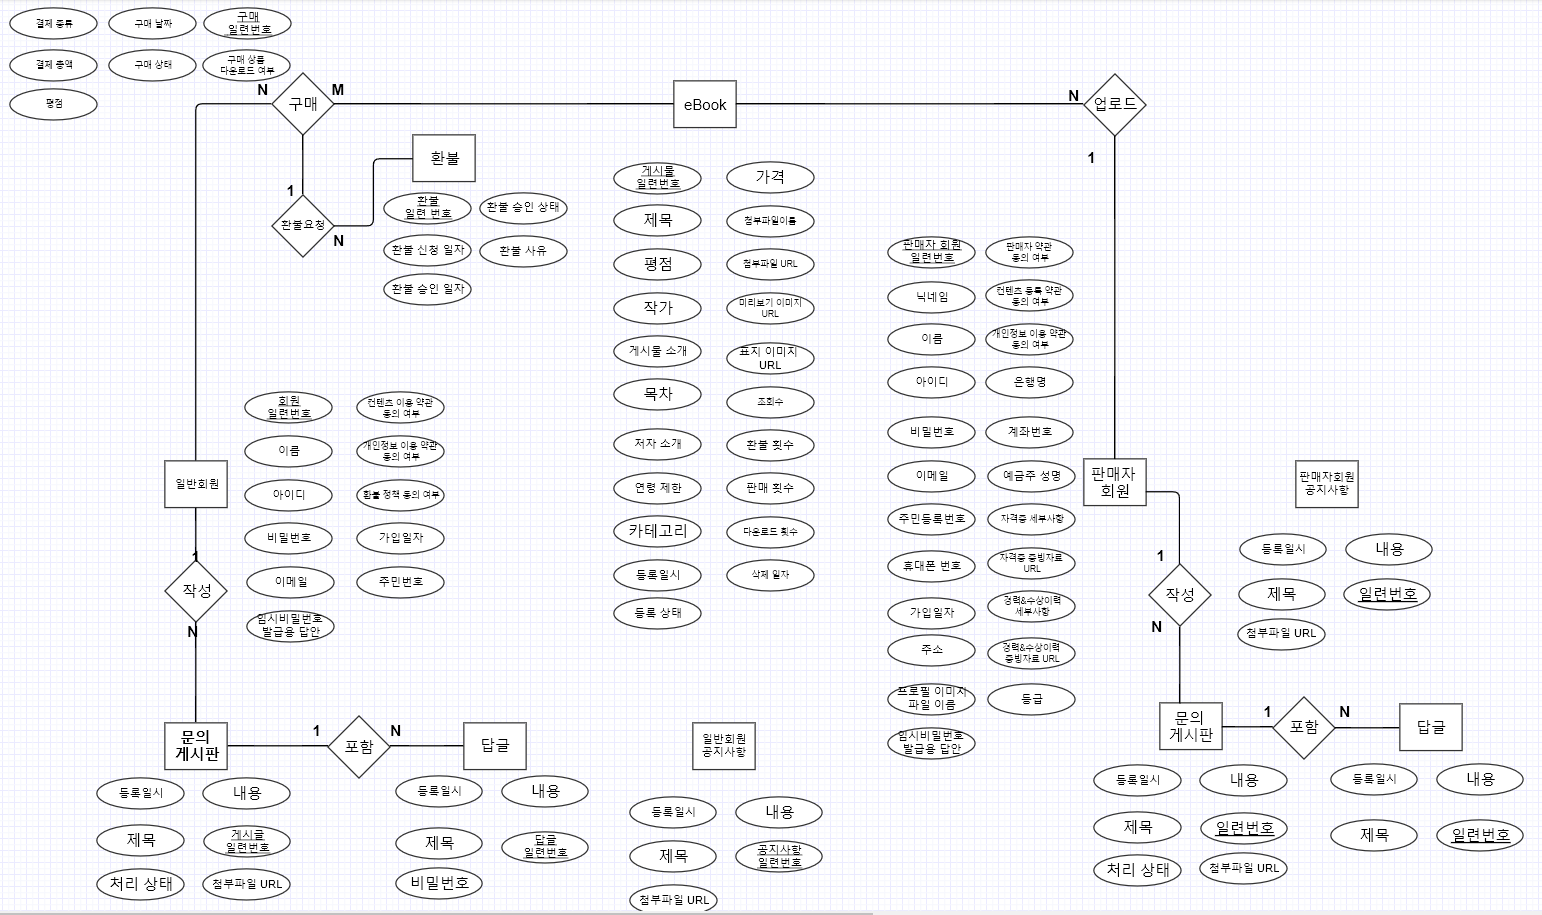 결제 종류
구매 날짜
구매
일련번호
결제 총액
구매 상태
구매 상품
다운로드 여부
평점
N
구매
M
eBook
N
업로드
1
환불
1
환불요청
N
환불
일련 번호
환불 승인 상태
환불 신청 일자
환불 사유
환불 승인 일자
게시물
일련번호
가격
제목
첨부파일이름
평점
첨부파일 URL
작가
미리보기 이미지
URL
게시물 소개
표지 이미지
URL
목차
조회수
저자 소개
환불 횟수
연령 제한
판매 횟수
카테고리
다운로드 횟수
등록일시
삭제 일자
등록 상태
판매자 회원
일련번호
판매자 약관
동의 여부
닉네임
컨텐츠 등록 약관
동의 여부
이름
개인정보 이용 약관
동의 여부
아이디
은행명
비밀번호
계좌번호
이메일
예금주 성명
주민등록번호
자격증 세부사항
휴대폰 번호
자격증 증빙자료
URL
가입일자
경력&수상이력
세부사항
주소
경력&수상이력
증빙자료 URL
프로필 이미지
파일 이름
등급
임시비밀번호
발급용 답안
회원
일련번호
컨텐츠 이용 약관
동의 여부
이름
개인정보 이용 약관
동의 여부
아이디
환불 정책 동의 여부
비밀번호
가입일자
이메일
주민번호
임시비밀번호
발급용 답안
일반회원
1
작성
N
문의
게시판
1
포함
N
답글
등록일시
내용
제목
게시글
일련번호
처리 상태
첨부파일 URL
등록일시
내용
제목
답글
일련번호
비밀번호
일반회원
공지사항
등록일시
내용
제목
공지사항
일련번호
첨부파일 URL
판매자
회원
1
작성
N
판매자회원
공지사항
등록일시
내용
제목
일련번호
첨부파일 URL
문의
게시판
1
포함
N
답글
등록일시
내용
제목
일련번호
처리 상태
첨부파일 URL
등록일시
내용
제목
일련번호